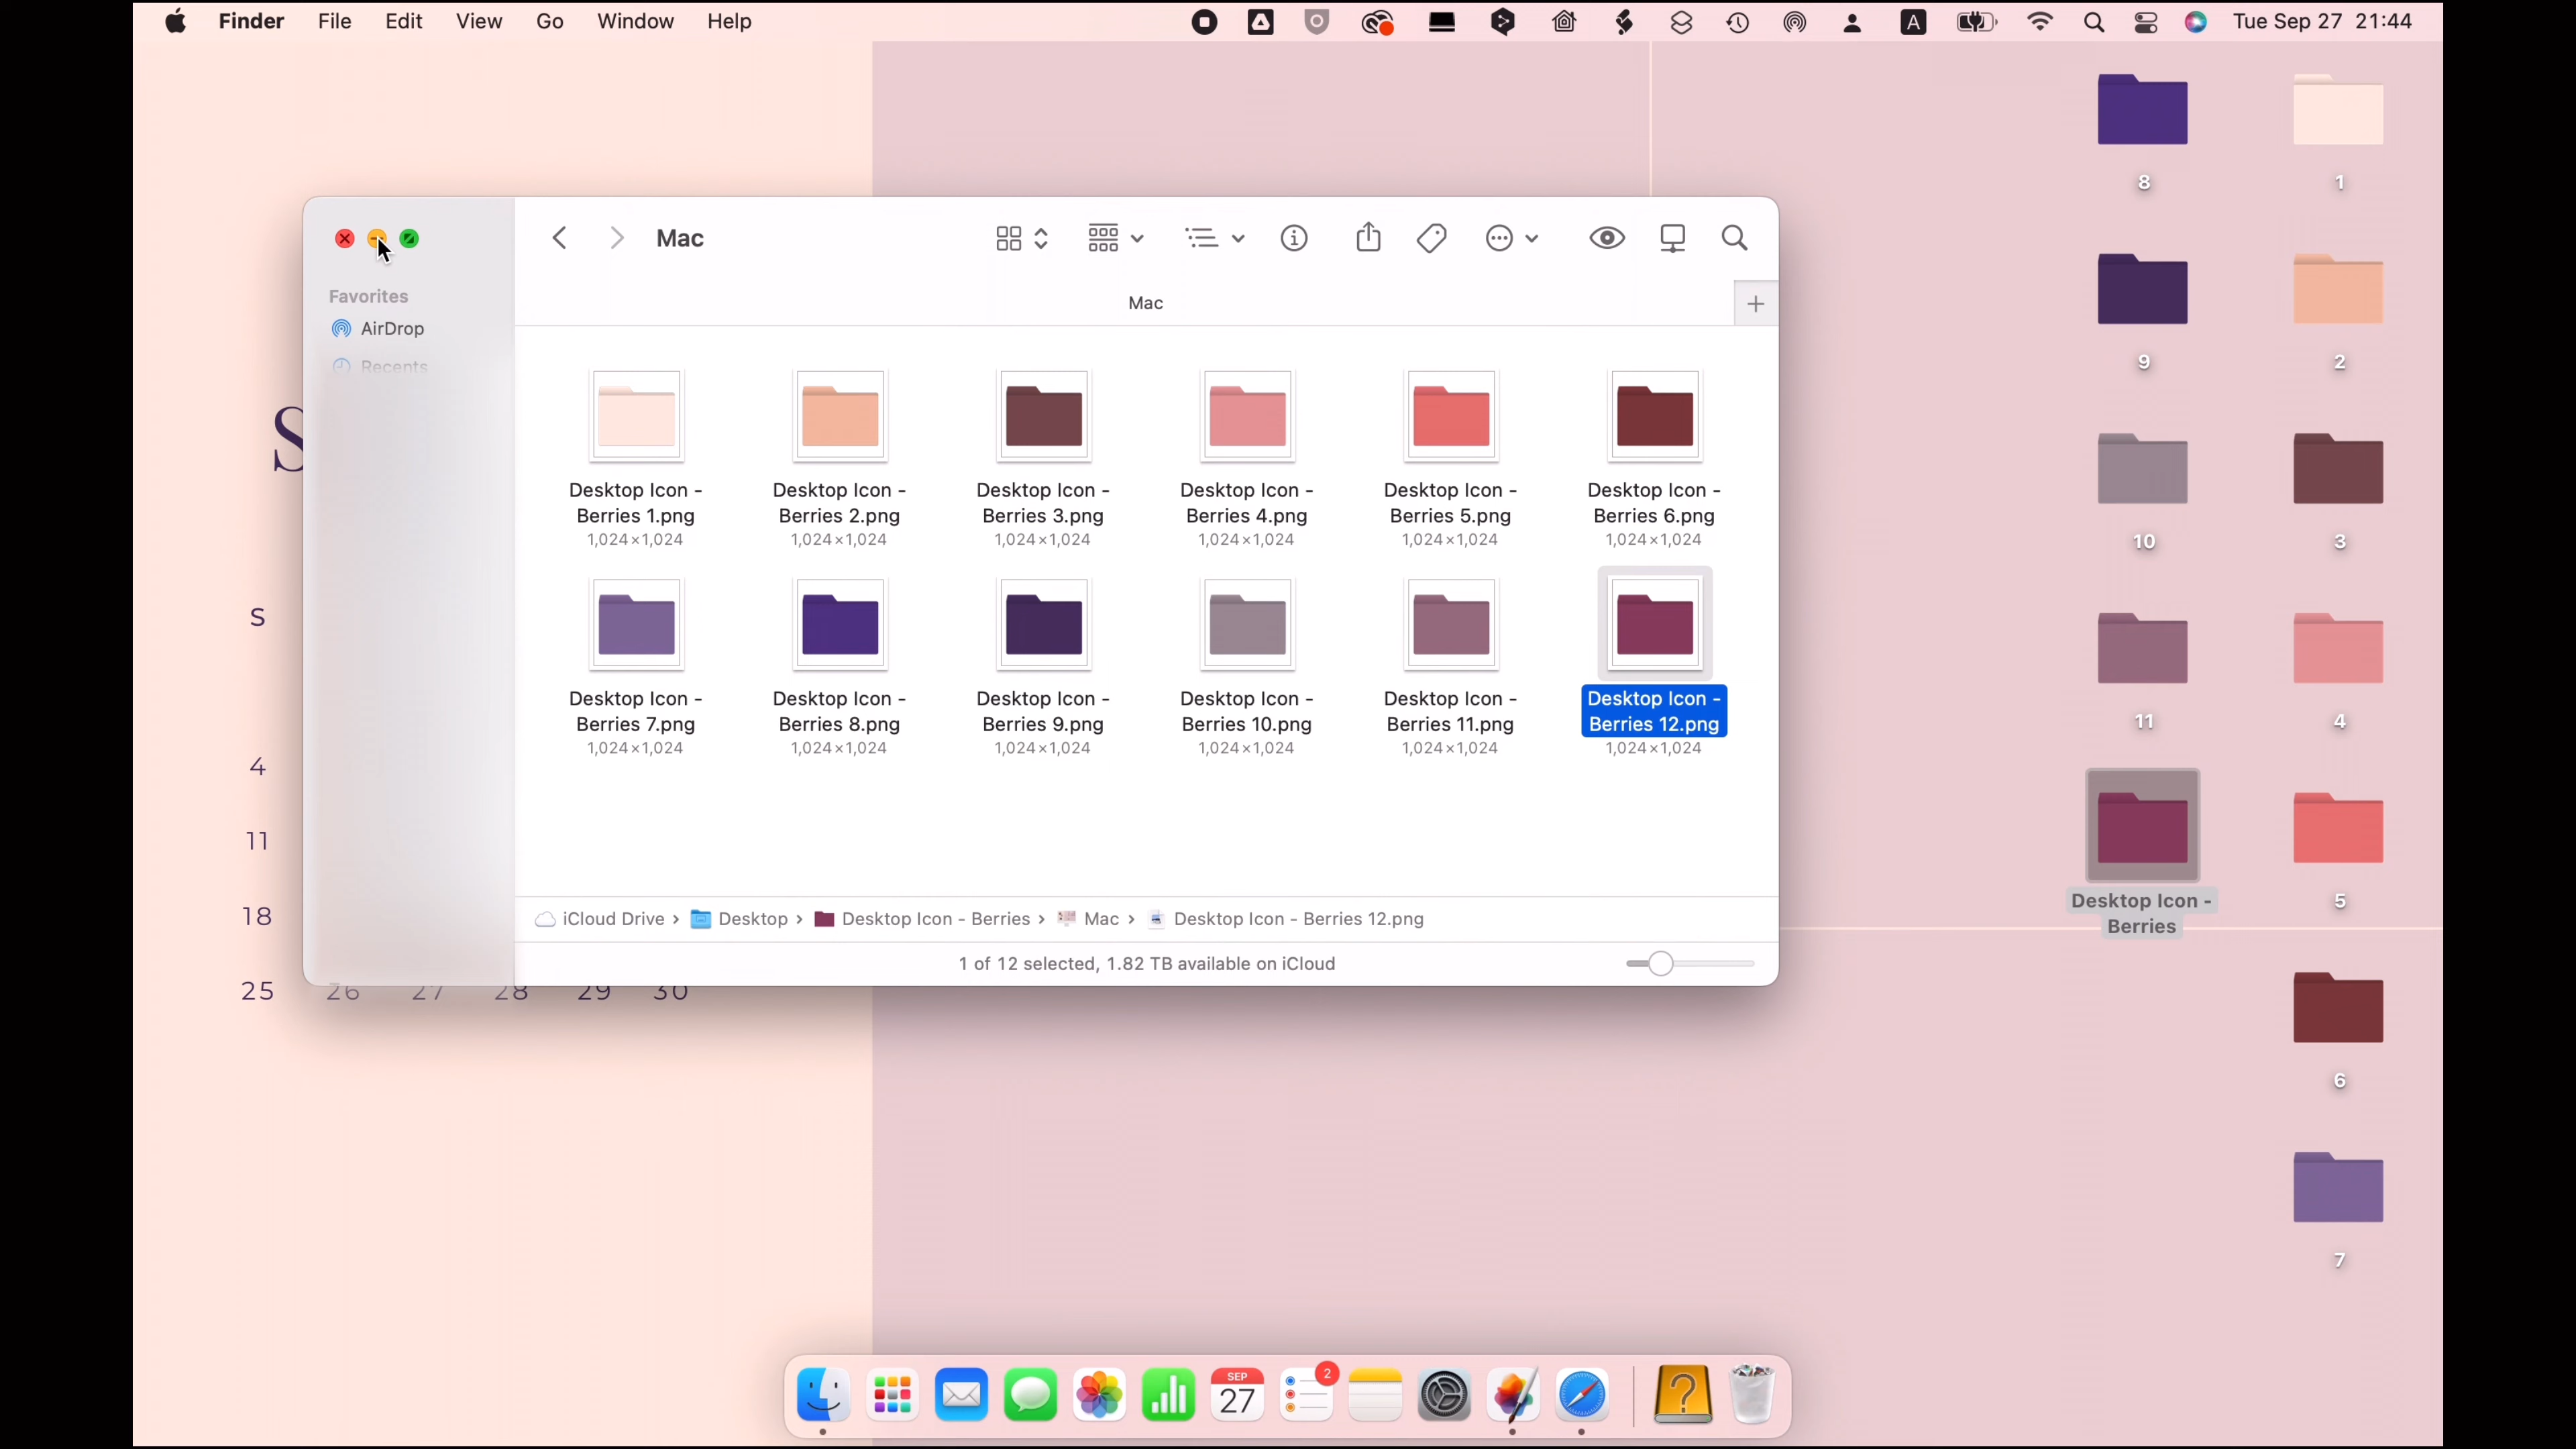 Finder File Edit View Go Window Help
A
Tue Sep 27 21:44
Mac
Mac
Favorites
AirDrop
Recents
Desktop Icon -
Berries 1.png
1,024×1,024
Desktop Icon -
Berries 2.png
1,024×1,024
Desktop Icon -
Berries 3.png
1,024×1,024
Desktop Icon -
Berries 4.png
1,024×1,024
Desktop Icon -
Berries 5.png
1,024×1,024
Desktop Icon -
Berries 6.png
1,024×1,024
Desktop Icon -
Berries 7.png
1,024×1,024
Desktop Icon -
Berries 8.png
1,024×1,024
Desktop Icon -
Berries 9.png
1,024×1,024
Desktop Icon -
Berries 10.png
1,024×1,024
Desktop Icon -
Berries 11.png
1,024×1,024
Desktop Icon -
Berries 12.png
1,024×1,024
iCloud Drive › Desktop › Desktop Icon - Berries › Mac › Desktop Icon - Berries 12.png
1 of 12 selected, 1.82 TB available on iCloud
S
S
4
11
18
25 26 27 28 29 30
8
1
9
2
10
3
11
4
Desktop Icon -
Berries
5
6
7
SEP
27
2
?